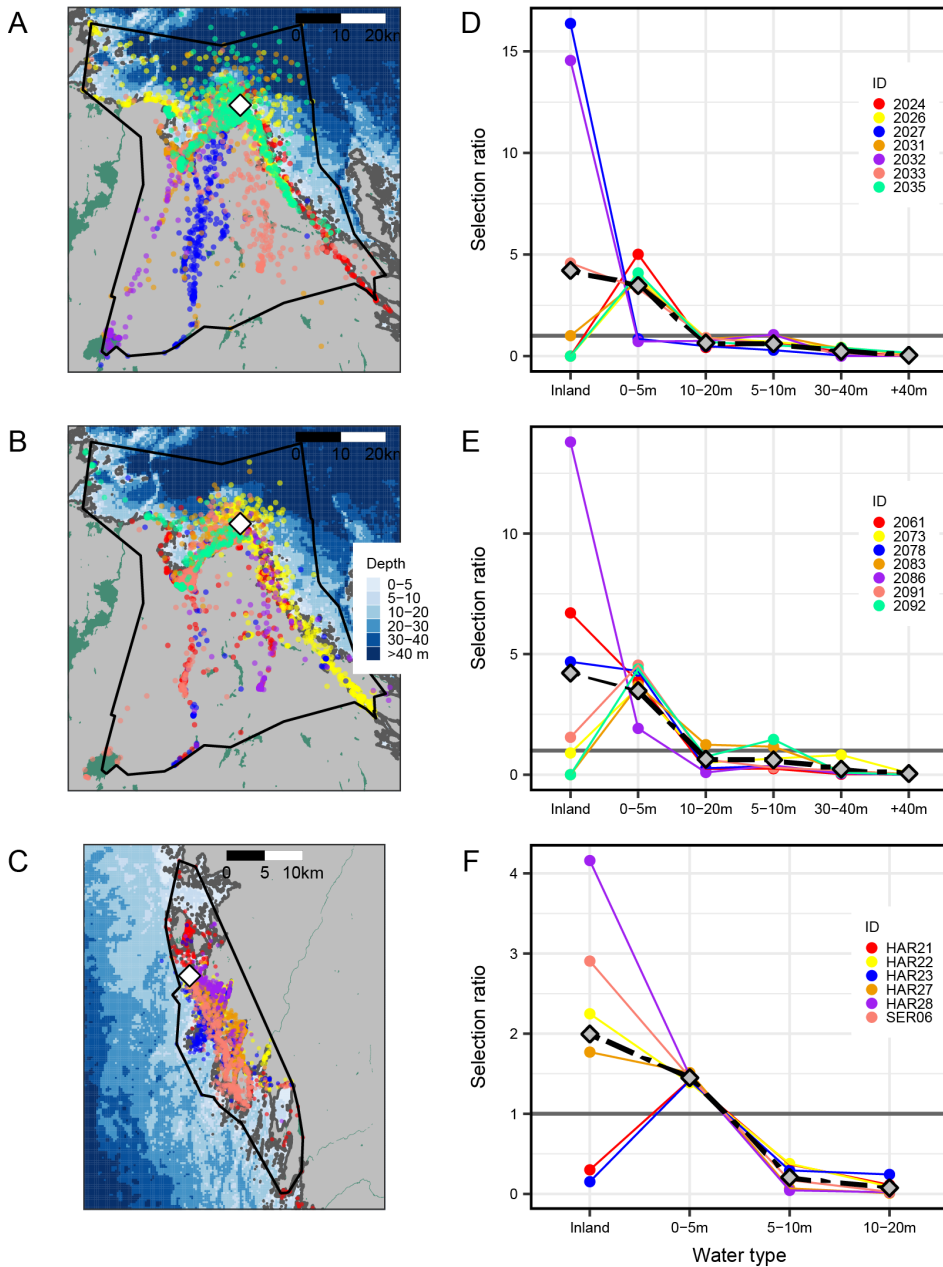 A
0 10 20km
D
Selection ratio
15
10
5
0
ID
2024
2026
2027
2031
2032
2033
2035
Inland 0−5m 10−20m 5−10m 30−40m +40m
B
0 10 20km
Depth
0−5
5−10
10−20
20−30
30−40
>40 m
E
Selection ratio
10
5
0
ID
2061
2073
2078
2083
2086
2091
2092
Inland 0−5m 10−20m 5−10m 30−40m +40m
C
0 5 10km
F
Selection ratio
4
3
2
1
0
ID
HAR21
HAR22
HAR23
HAR27
HAR28
SER06
Inland 0−5m 5−10m 10−20m
Water type